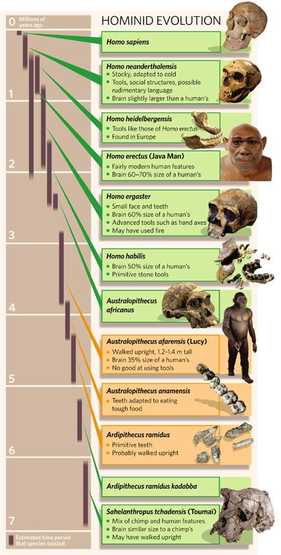 HOMINID EVOLUTION
0 Millions of
years ago
Homo sapiens
Homo neanderthalensis
Stocky, adapted to cold
Tools, social structures, possible
rudimentary language
Brain slightly larger than a human's
1
Homo heidelbergensis
Tools like those of Homo erectus
Found in Europe
Homo erectus (Java Man)
Fairly modern human features
Brain 60–70% size of a human's
2
Homo ergaster
Small face and teeth
Brain 60% size of a human's
Advanced tools such as hand axes
May have used fire
3
Homo habilis
Brain 50% size of a human's
Primitive stone tools
Australopithecus
africanus
4
Australopithecus afarensis (Lucy)
Walked upright, 1.2–1.4 m tall
Brain 35% size of a human's
No good at using tools
5
Australopithecus anamensis
Teeth adapted to eating
tough food
Ardipithecus ramidus
Primitive teeth
Probably walked upright
6
Ardipithecus ramidus kadabba
Sahelanthropus tchadensis (Toumai)
Mix of chimp and human features
Brain similar size to a chimp's
May have walked upright
7
Estimated time period
that species existed